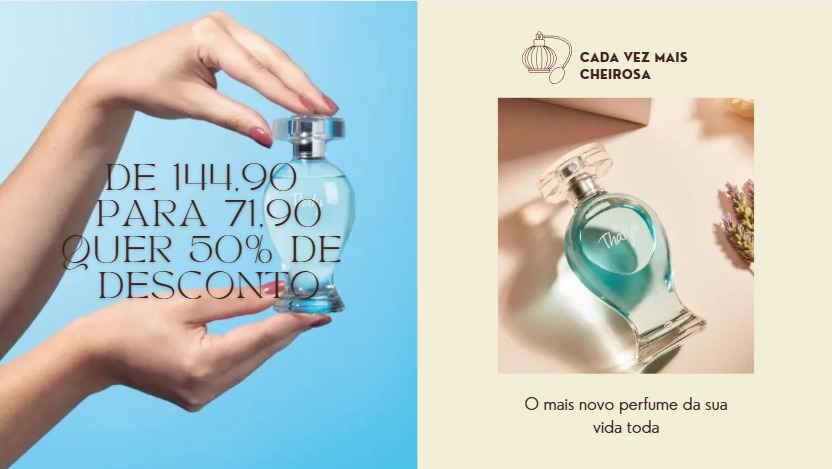 DE 144,90
PARA 71,90
QUER 50% DE
DESCONTO
CADA VEZ MAIS
CHEIROSA
O mais novo perfume da sua
vida toda